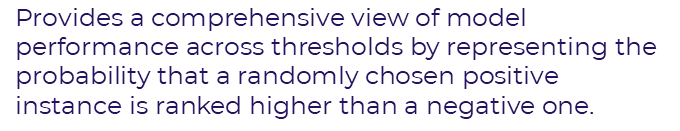 Provides a comprehensive view of model
performance across thresholds by representing the
probability that a randomly chosen positive
instance is ranked higher than a negative one.